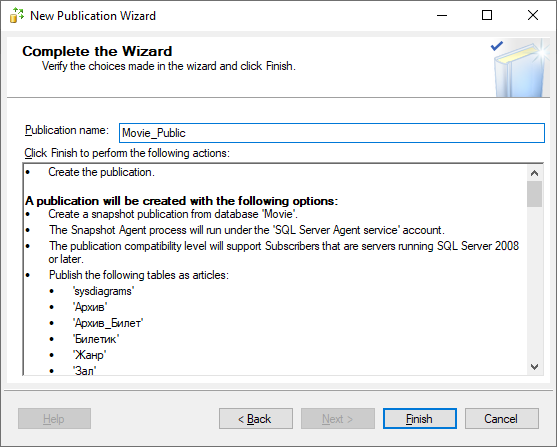 New Publication Wizard
Complete the Wizard
Verify the choices made in the wizard and click Finish.
Publication name:
Movie_Public
Click Finish to perform the following actions:
• Create the publication.
A publication will be created with the following options:
• Create a snapshot publication from database 'Movie'.
• The Snapshot Agent process will run under the 'SQL Server Agent service' account.
• The publication compatibility level will support Subscribers that are servers running SQL Server 2008
or later.
• Publish the following tables as articles:
• 'sysdiagrams'
• 'Архив'
• 'Архив_Билет'
• 'Билетик'
• 'Жанр'
• 'Зал'
Help
< Back
Next >
Finish
Cancel